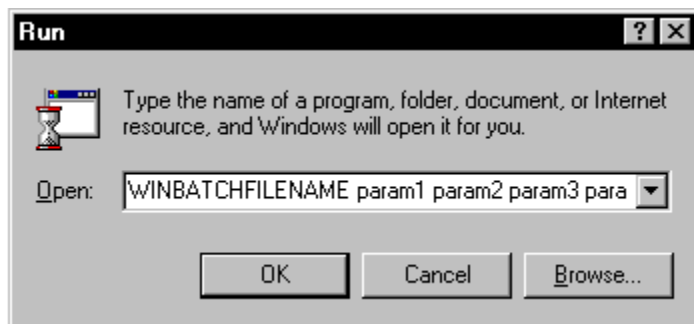 Run
Type the name of a program, folder, document, or Internet
resource, and Windows will open it for you.
Open: WINBATCHFILENAME param1 param2 param3 para
OK Cancel Browse...